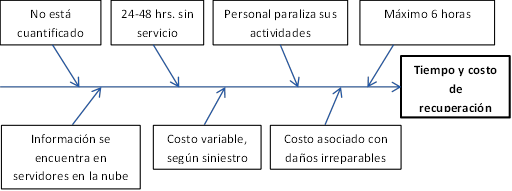 No está
cuantificado
24-48 hrs. sin
servicio
Personal paraliza sus
actividades
Máximo 6 horas
Tiempo y costo
de
recuperación
Información se
encuentra en
servidores en la nube
Costo variable,
según siniestro
Costo asociado con
daños irreparables